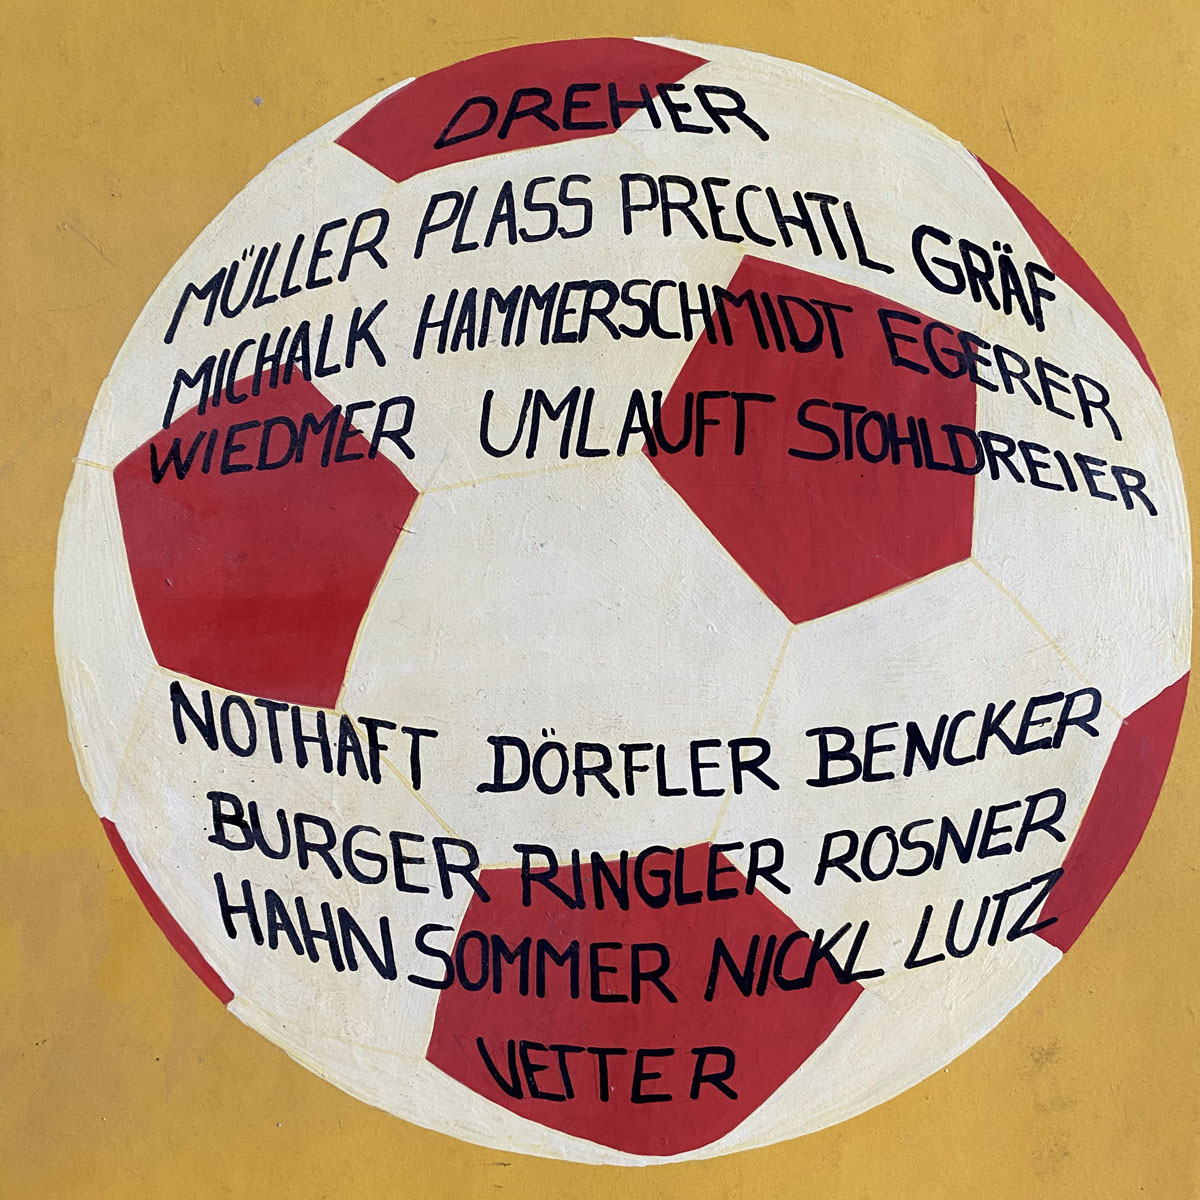 DREHER
MÜLLER PLASS PRECHTL GRÄF
MICHALK HAMMERSCHMIDT EGERER
WIEDMER UMLAUFT STOHLDREIER
NOTHAFT DÖRFLER BENCKER
BURGER RINGLER ROSNER
HAHN SOMMER NICKL LUTZ
VETTER